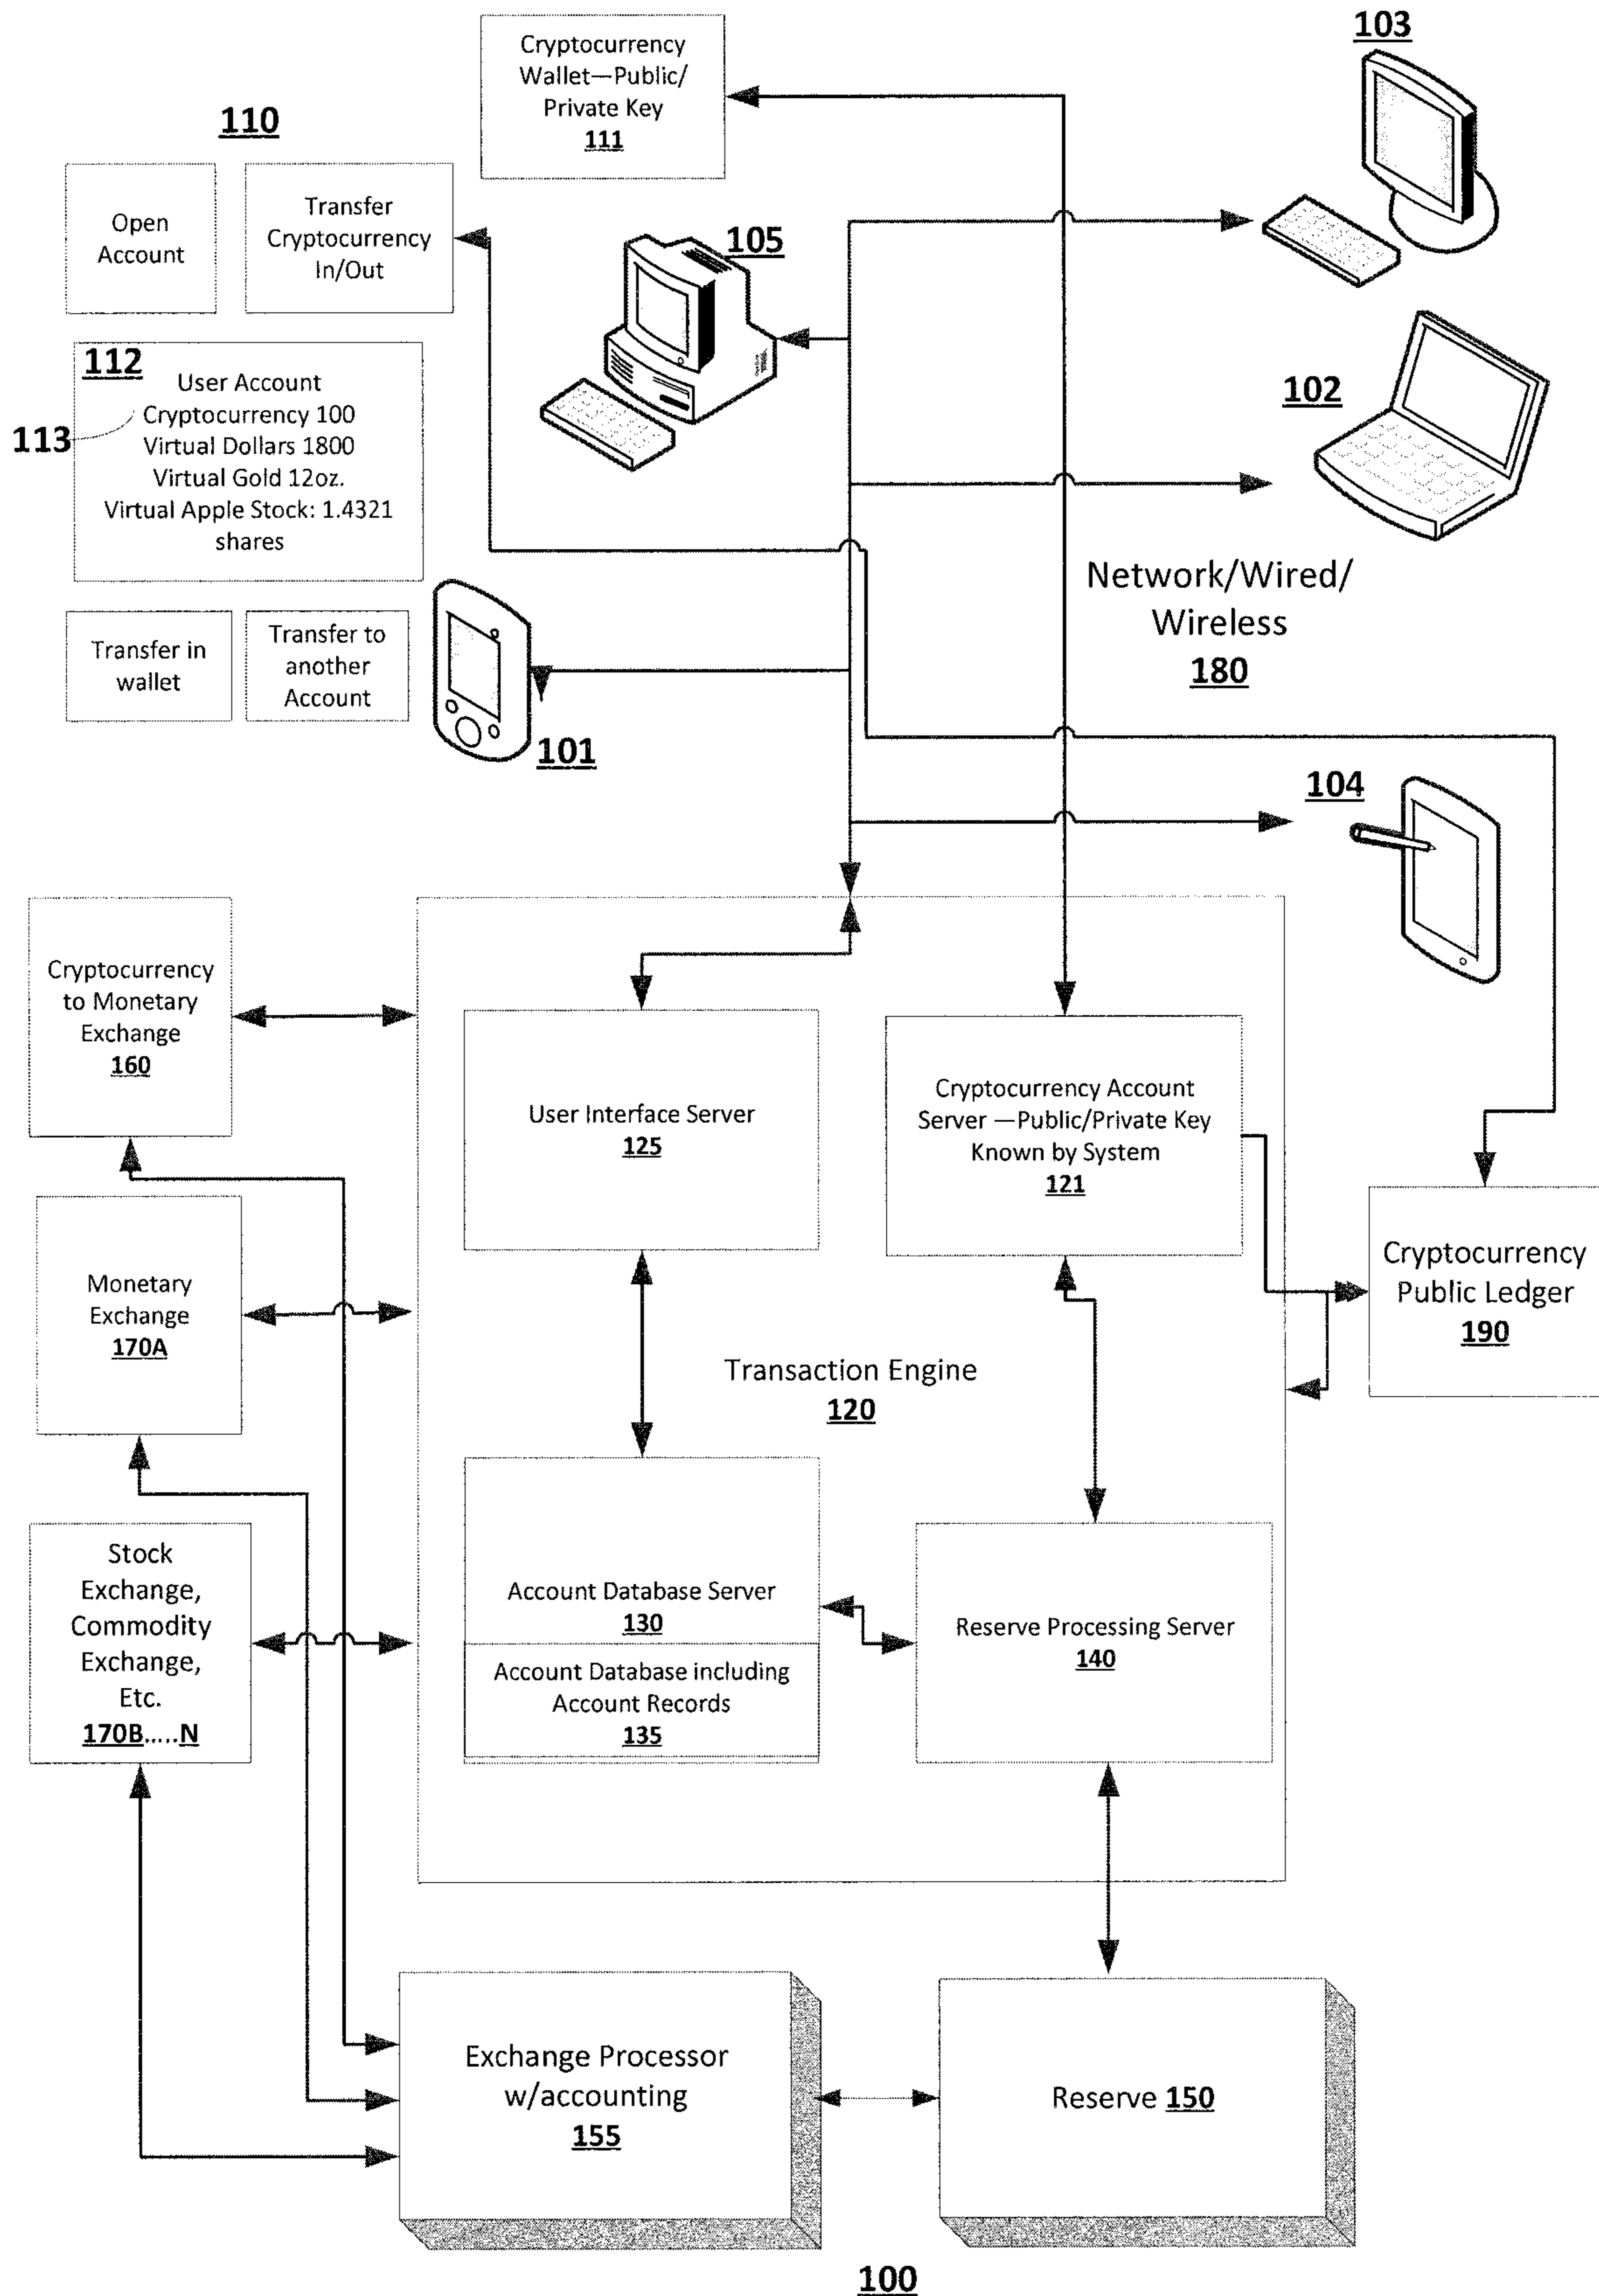 103
Cryptocurrency
Wallet—Public/
Private Key
111
110
Open
Account
Transfer
Cryptocurrency
In/Out
105
112
User Account
Cryptocurrency 100
113
Virtual Dollars 1800
Virtual Gold 12oz.
Virtual Apple Stock: 1.4321
shares
102
Network/Wired/
Wireless
180
Transfer in
wallet
Transfer to
another
Account
101
104
Cryptocurrency
to Monetary
Exchange
160
User Interface Server
125
Cryptocurrency Account
Server —Public/Private Key
Known by System
121
Monetary
Exchange
170A
Cryptocurrency
Public Ledger
190
Transaction Engine
120
Stock
Exchange,
Commodity
Exchange,
Etc.
170B.....N
Account Database Server
130
Account Database including
Account Records
135
Reserve Processing Server
140
Exchange Processor
w/accounting
155
Reserve 150
100